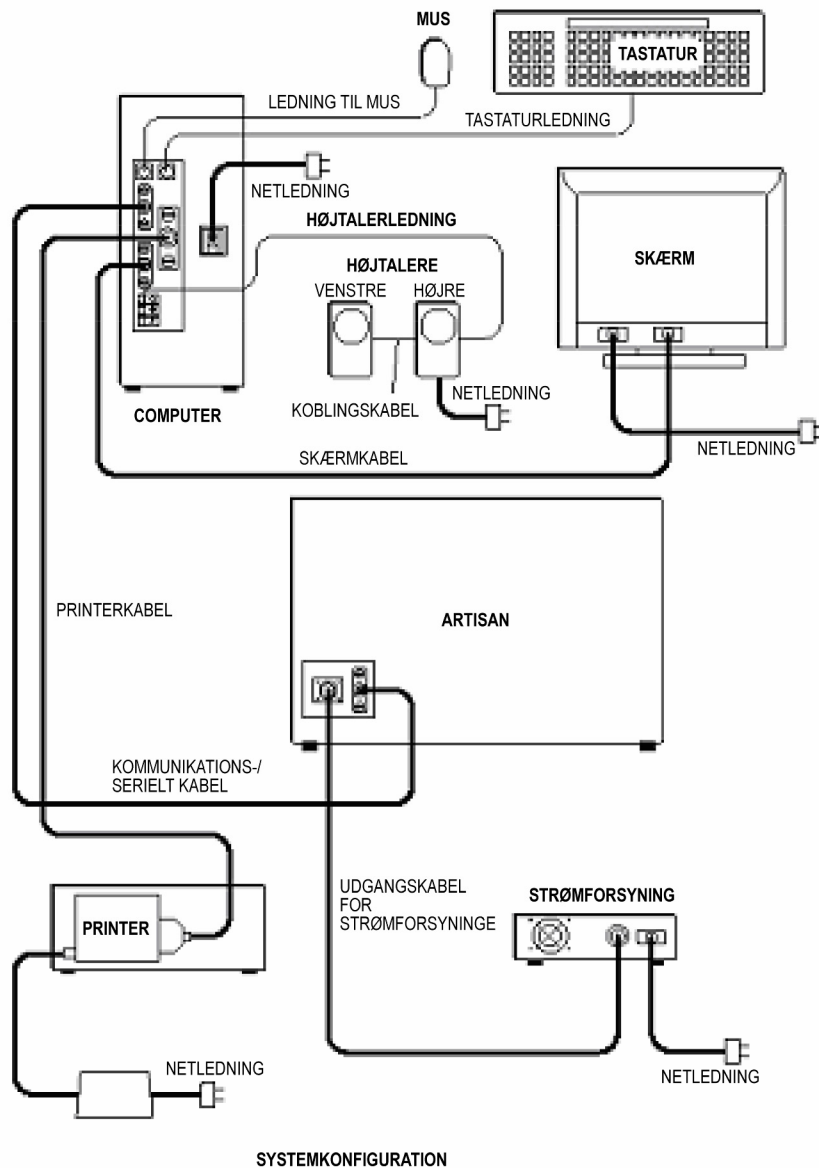 MUS
TASTATUR
LEDNING TIL MUS
TASTATURLEDNING
NETLEDNING
HØJTALERLEDNING
SKÆRM
HØJTALERE
VENSTRE
HØJRE
NETLEDNING
KOBLINGSKABEL
COMPUTER
NETLEDNING
SKÆRMKABEL
PRINTERKABEL
ARTISAN
KOMMUNIKATIONS-/
SERIELT KABEL
UDGANGSKABEL
FOR
STRØMFORSYNINGE
STRØMFORSYNING
PRINTER
NETLEDNING
NETLEDNING
SYSTEMKONFIGURATION